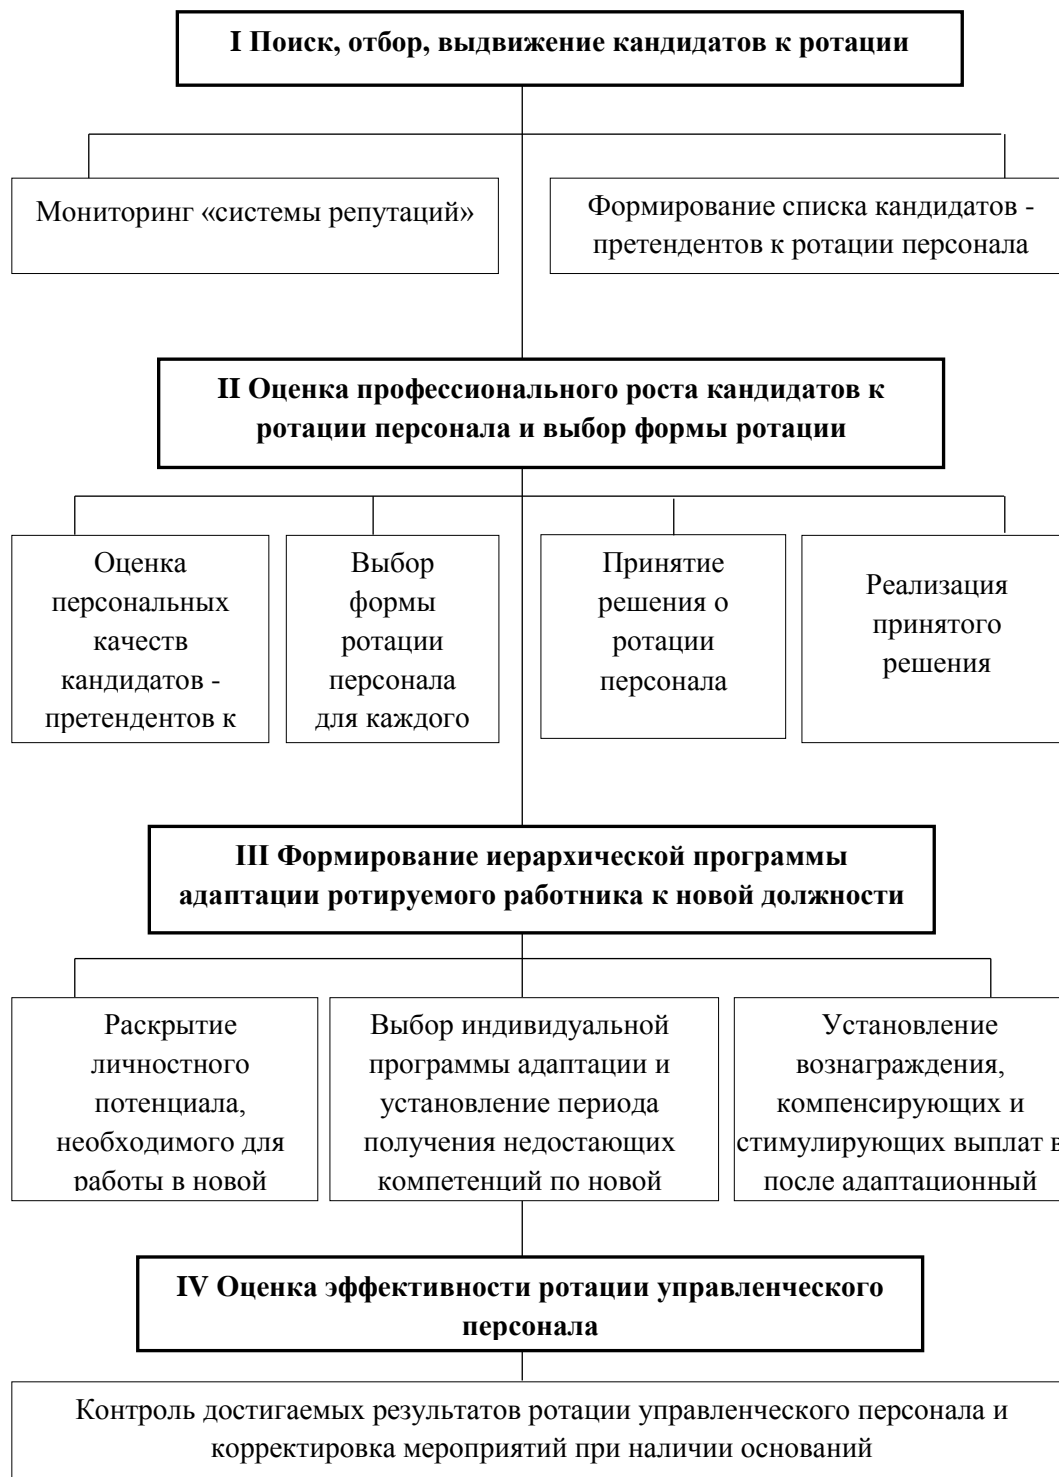 I Поиск, отбор, выдвижение кандидатов к ротации
Мониторинг «системы репутаций»
Формирование списка кандидатов -
претендентов к ротации персонала
II Оценка профессионального роста кандидатов к
ротации персонала и выбор формы ротации
Оценка
персональных
качеств
кандидатов -
претендентов к
Выбор
формы
ротации
персонала
для каждого
Принятие
решения о
ротации
персонала
Реализация
принятого
решения
III Формирование иерархической программы
адаптации ротируемого работника к новой должности
Раскрытие
личностного
потенциала,
необходимого для
работы в новой
Выбор индивидуальной
программы адаптации и
установление периода
получения недостающих
компетенций по новой
Установление
вознаграждения,
компенсирующих и
стимулирующих выплат в
после адаптационный
IV Оценка эффективности ротации управленческого
персонала
Контроль достигаемых результатов ротации управленческого персонала и
корректировка мероприятий при наличии оснований